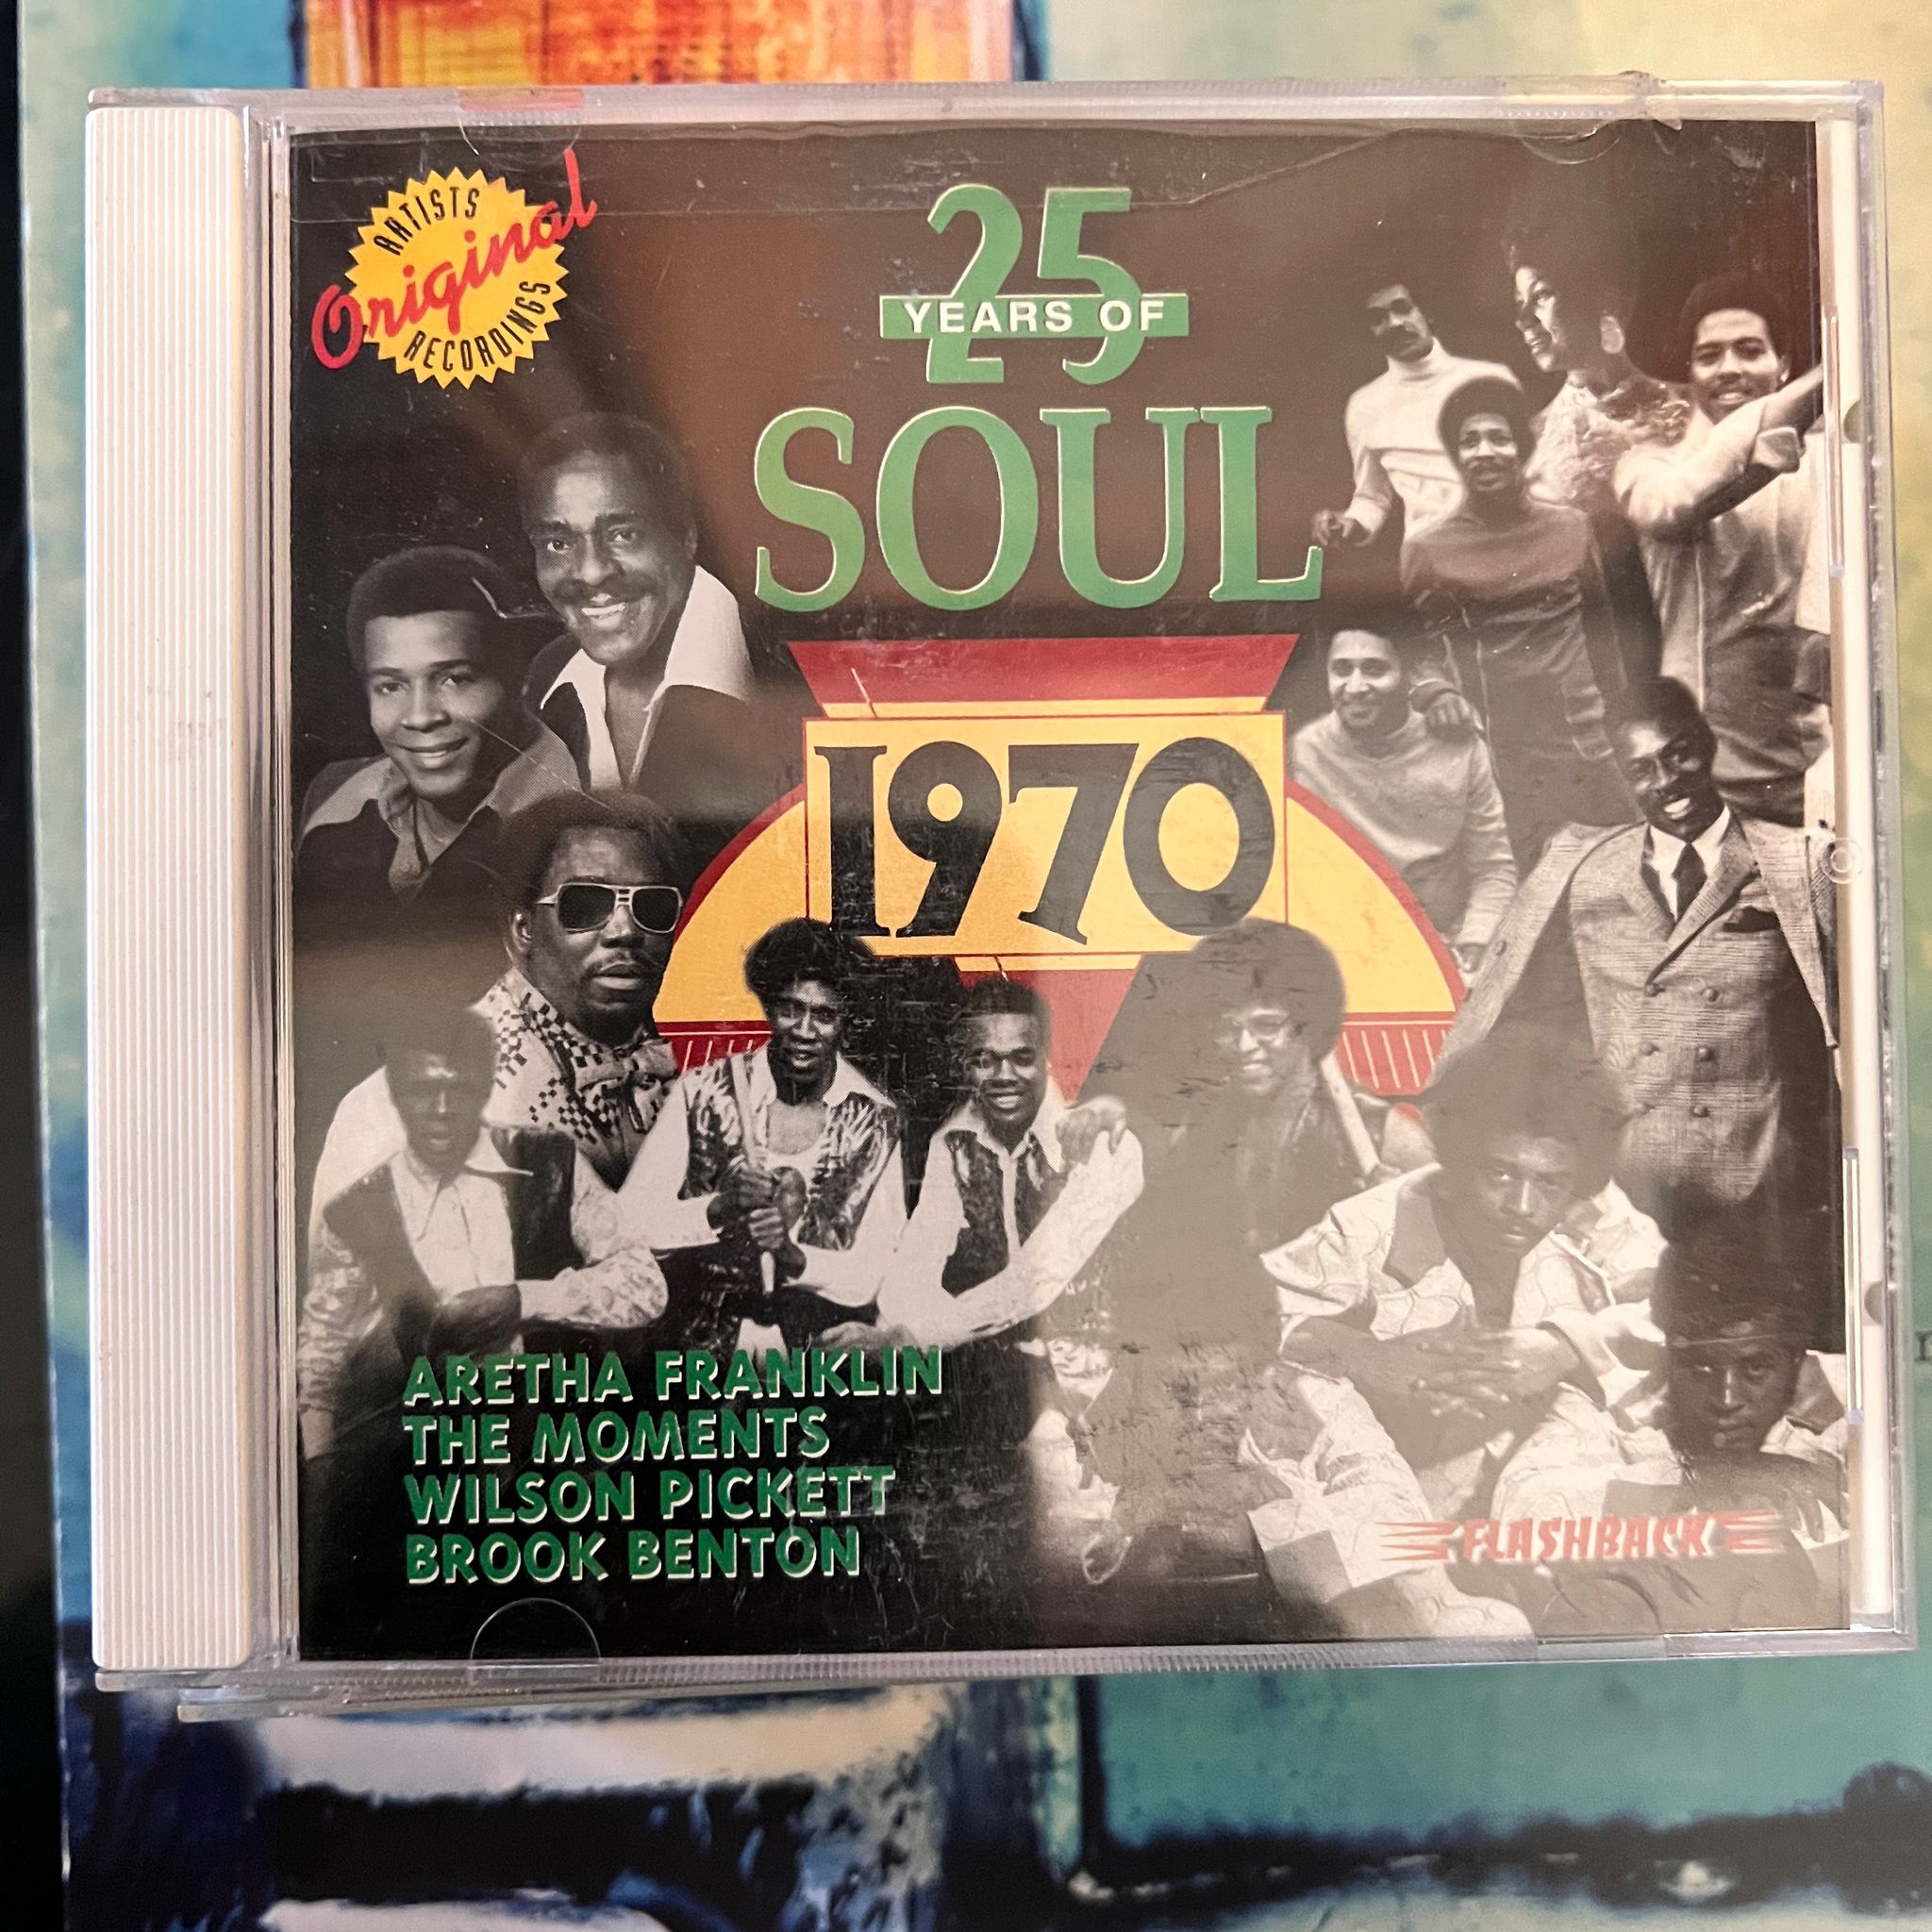 ARTISTS
Original
RECORDINGS
25
YEARS OF
SOUL
1970
ARETHA FRANKLIN
THE MOMENTS
WILSON PICKETT
BROOK BENTON
FLASHBACK